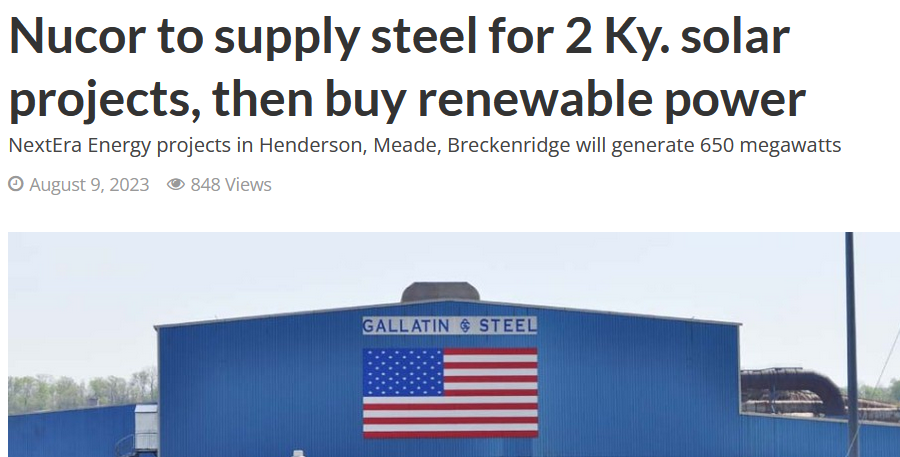 Nucor to supply steel for 2 Ky. solar
projects, then buy renewable power
NextEra Energy projects in Henderson, Meade, Breckenridge will generate 650 megawatts
August 9, 2023 848 Views
GALLATIN STEEL